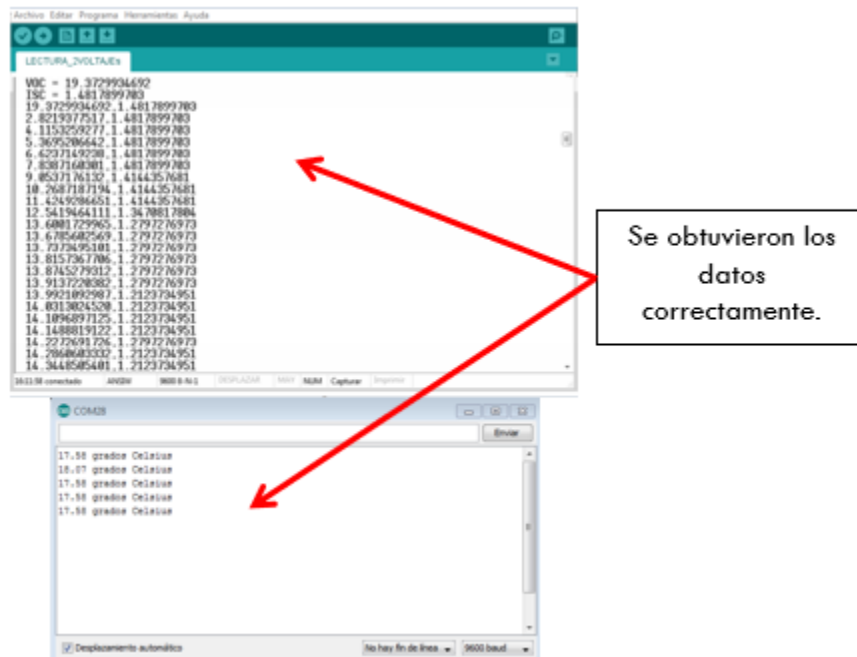 Archivo Editar Programa Herramientas Ayuda
LECTURA_2VOLTAJEs
VOC = 19.3729934692
ISC = 1.4817899703
19.3729934692,1.4817899703
2.8219377517,1.4817899703
4.1153259277,1.4817899703
5.3695206642,1.4817899703
6.6237149238,1.4817899703
7.8387160301,1.4817899703
9.0537176132,1.4144357681
10.2687187194,1.4144357681
11.4249286651,1.4144357681
12.5419464111,1.3470817804
13.6001729965,1.2797276973
13.6785602569,1.2797276973
13.7373495101,1.2797276973
13.8157367706,1.2797276973
13.8745279312,1.2797276973
13.9137220382,1.2797276973
13.9921092987,1.2123734951
14.0313024520,1.2123734951
14.1096897125,1.2123734951
14.1488819122,1.2123734951
14.2272691726,1.2797276973
14.2860603332,1.2123734951
14.3448505401,1.2123734951
conectado ANSIW 9600 8-N-1 DESPLAZAR MAY NUM Capturar Imprimir
Se obtuvieron los
datos
correctamente.
COM28
Enviar
17.58 grados Celsius
18.07 grados Celsius
17.58 grados Celsius
17.58 grados Celsius
17.58 grados Celsius
Desplazamiento automático
No hay fin de línea
9600 baud